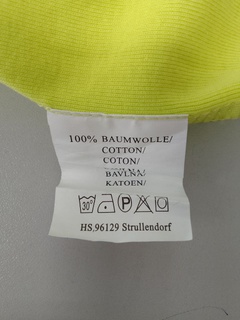 100% BAUMWOLLE/
COTTON/
COTON/
BAVLNA/
KATOEN/
30°
P
HS,96129 Strullendorf